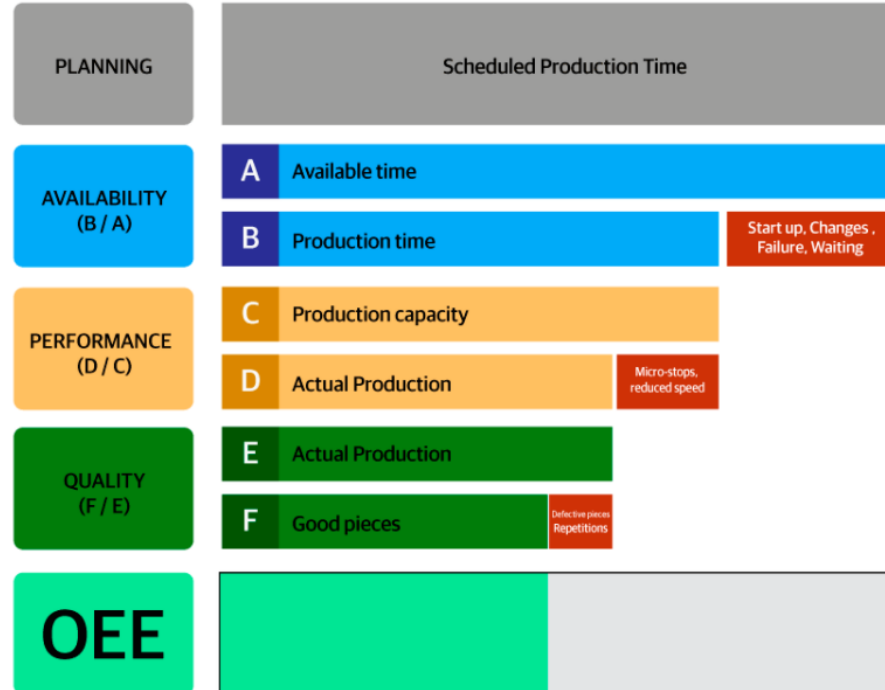 PLANNING
Scheduled Production Time
AVAILABILITY
(B / A)
A
Available time
B
Production time
Start up, Changes ,
Failure, Waiting
PERFORMANCE
(D / C)
C
Production capacity
D
Actual Production
Micro-stops,
reduced speed
QUALITY
(F / E)
E
Actual Production
F
Good pieces
Defective pieces
Repetitions
OEE